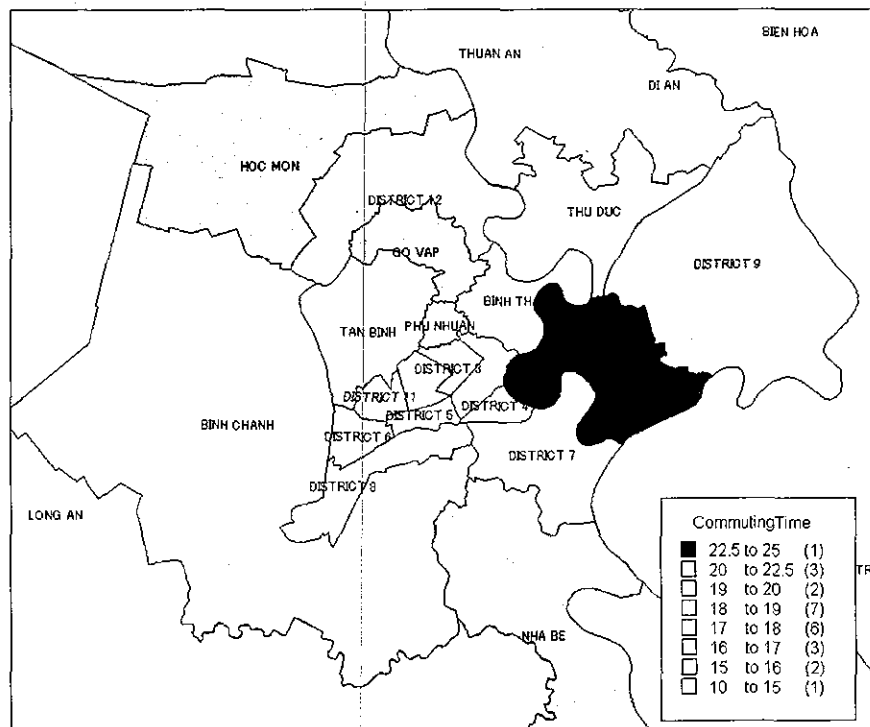 BIEN HOA
THUAN AN
DI AN
HOC MON
DISTRICT 12
THU DUC
GO VAP
DISTRICT 9
BINH TH
PHU NHUAN
TAN BINH
DISTRICT 3
DISTRICT 11
DISTRICT 4
DISTRICT 5
BINH CHANH
DISTRICT 6
DISTRICT 7
DISTRICT 8
LONG AN
NHA BE
TR
CommutingTime
22.5 to 25 (1)
20 to 22.5 (3)
19 to 20 (2)
18 to 19 (7)
17 to 18 (6)
16 to 17 (3)
15 to 16 (2)
10 to 15 (1)